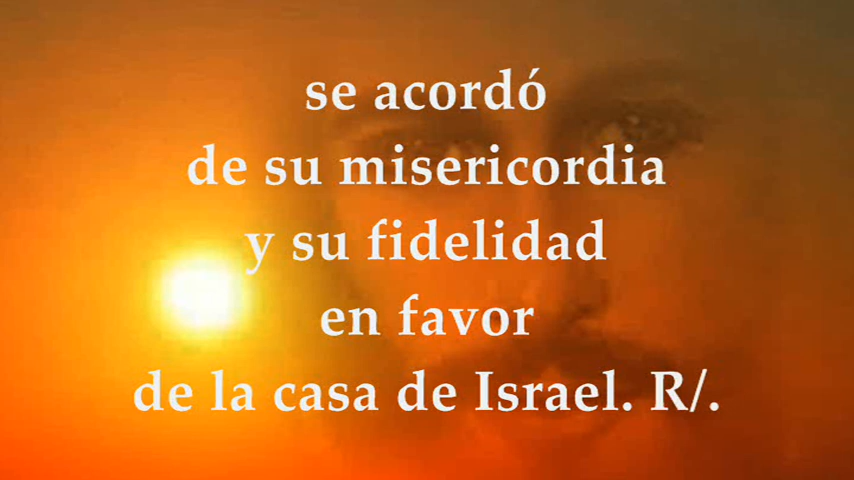 se acordó
de su misericordia
y su fidelidad
en favor
de la casa de Israel. R/.